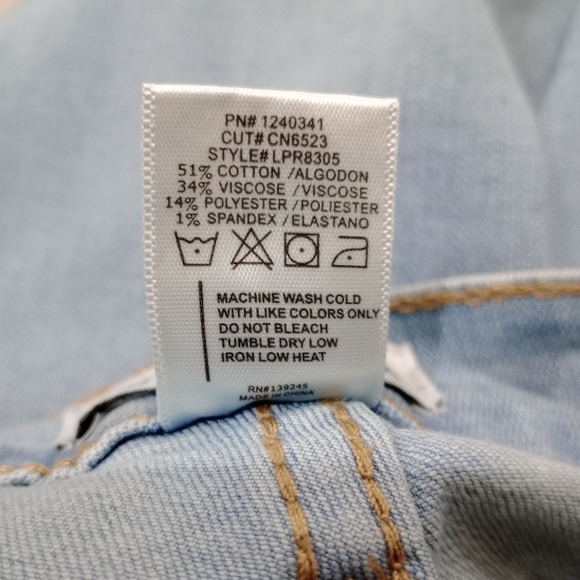 PN# 1240341
CUT# CN6523
STYLE# LPR8305
51% COTTON /ALGODON
34% VISCOSE /VISCOSE
14% POLYESTER /POLIESTER
1% SPANDEX /ELASTANO
MACHINE WASH COLD
WITH LIKE COLORS ONLY
DO NOT BLEACH
TUMBLE DRY LOW
IRON LOW HEAT
RN# 139245
MADE IN CHINA